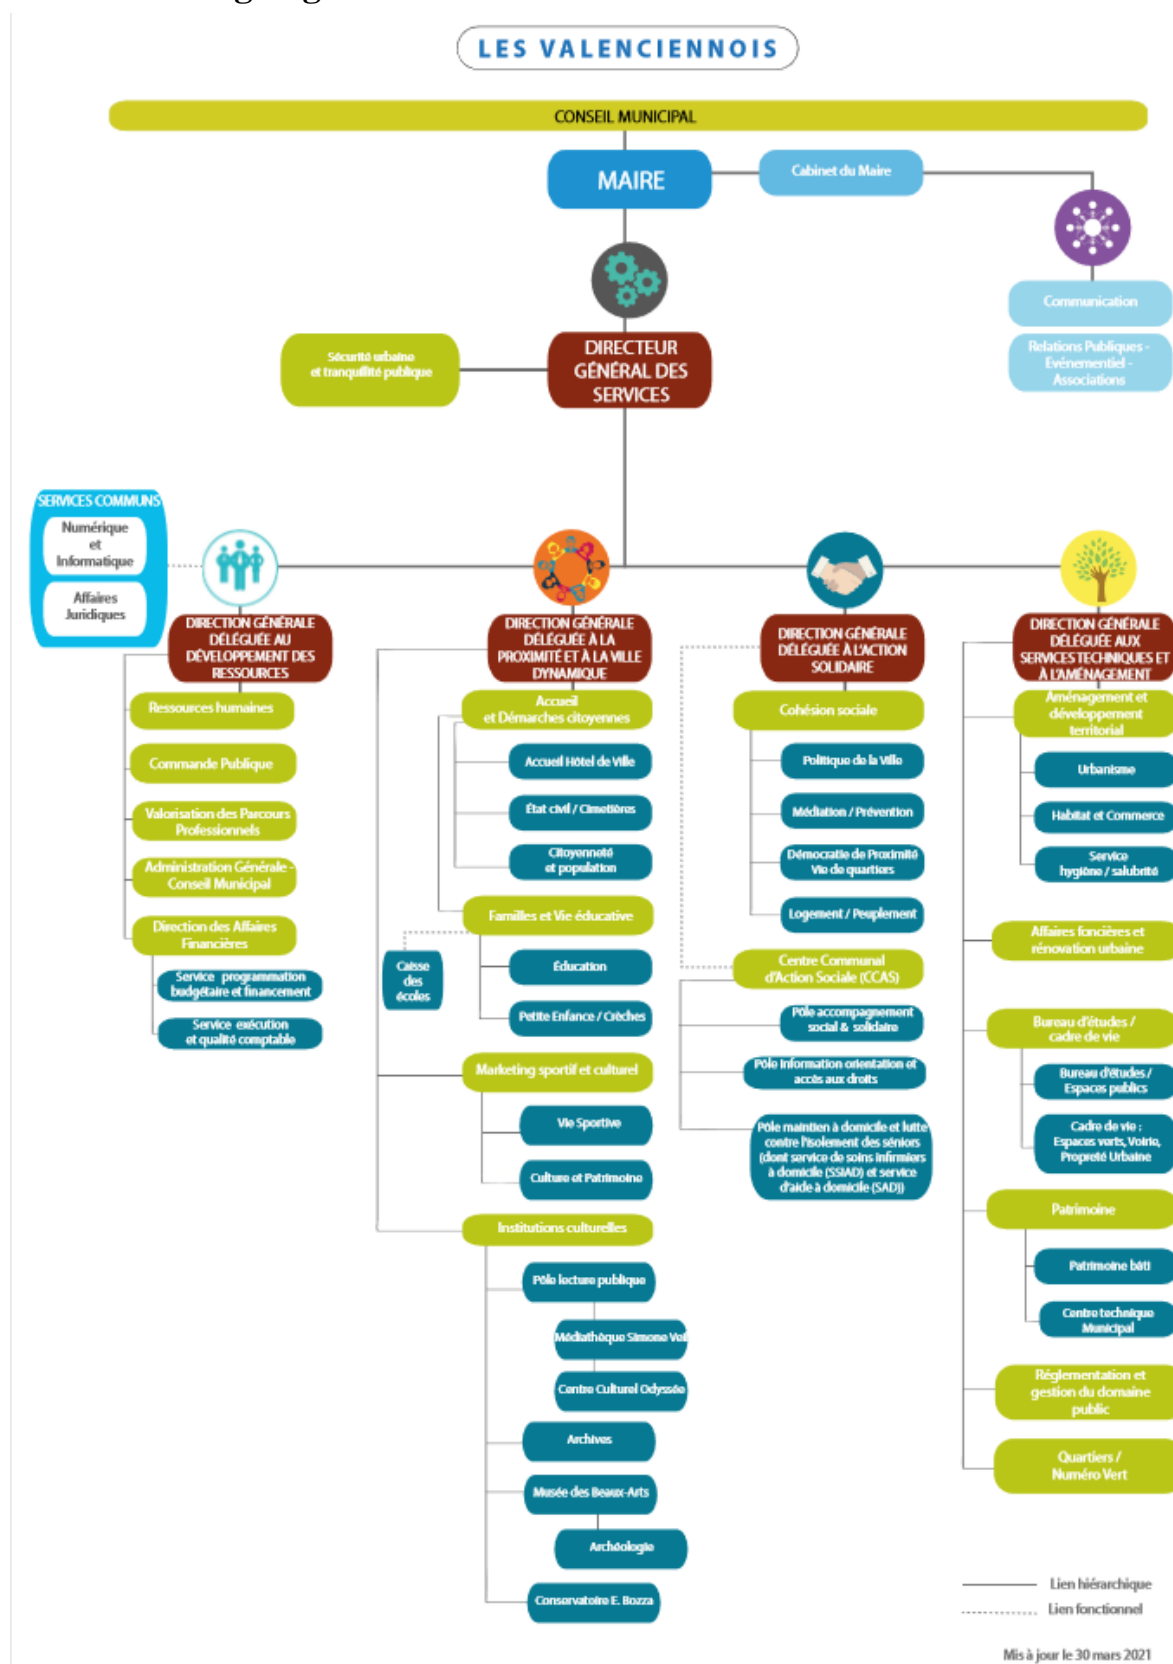 LES VALENCIENNOIS
CONSEIL MUNICIPAL
MAIRE
Cabinet du Maire
Communication
Relations Publiques -
Evénementiel -
Associations
Sécurité urbaine
et tranquillité publique
DIRECTEUR
GÉNÉRAL DES
SERVICES
SERVICES COMMUNS
Numérique
et
Informatique
Affaires
Juridiques
DIRECTION GÉNÉRALE
DÉLÉGUÉE AU
DÉVELOPPEMENT DES
RESSOURCES
Ressources humaines
Commande Publique
Valorisation des Parcours
Professionnels
Administration Générale -
Conseil Municipal
Direction des Affaires
Financières
Service programmation
budgétaire et financement
Service exécution
et qualité comptable
DIRECTION GÉNÉRALE
DÉLÉGUÉE À LA
PROXIMITÉ ET À LA VILLE
DYNAMIQUE
Accueil
et Démarches citoyennes
Accueil Hôtel de Ville
État civil / Cimetières
Citoyenneté
et population
Familles et Vie éducative
Caisse
des
écoles
Éducation
Petite Enfance / Crèches
Marketing sportif et culturel
Vie Sportive
Culture et Patrimoine
Institutions culturelles
Pôle lecture publique
Médiathèque Simone Veil
Centre Culturel Odyssée
Archives
Musée des Beaux-Arts
Archéologie
Conservatoire E. Bozza
DIRECTION GÉNÉRALE
DÉLÉGUÉE À L'ACTION
SOLIDAIRE
Cohésion sociale
Politique de la Ville
Médiation / Prévention
Démocratie de Proximité
Vie de quartiers
Logement / Peuplement
Centre Communal
d'Action Sociale (CCAS)
Pôle accompagnement
social & solidaire
Pôle Information orientation et
accès aux droits
Pôle maintien à domicile et lutte
contre l'isolement des séniors
(dont service de soins infirmiers
à domicile (SSIAD) et service
d'aide à domicile (SAD))
DIRECTION GÉNÉRALE
DÉLÉGUÉE AUX
SERVICES TECHNIQUES ET
À L'AMÉNAGEMENT
Aménagement et
développement
territorial
Urbanisme
Habitat et Commerce
Service
hygiène / salubrité
Affaires foncières et
rénovation urbaine
Bureau d'études /
cadre de vie
Bureau d'études /
Espaces publics
Cadre de vie :
Espaces verts, Voirie,
Propreté Urbaine
Patrimoine
Patrimoine bâti
Centre technique
Municipal
Réglementation et
gestion du domaine
public
Quartiers /
Numéro Vert
Lien hiérarchique
Lien fonctionnel
Mis à jour le 30 mars 2021